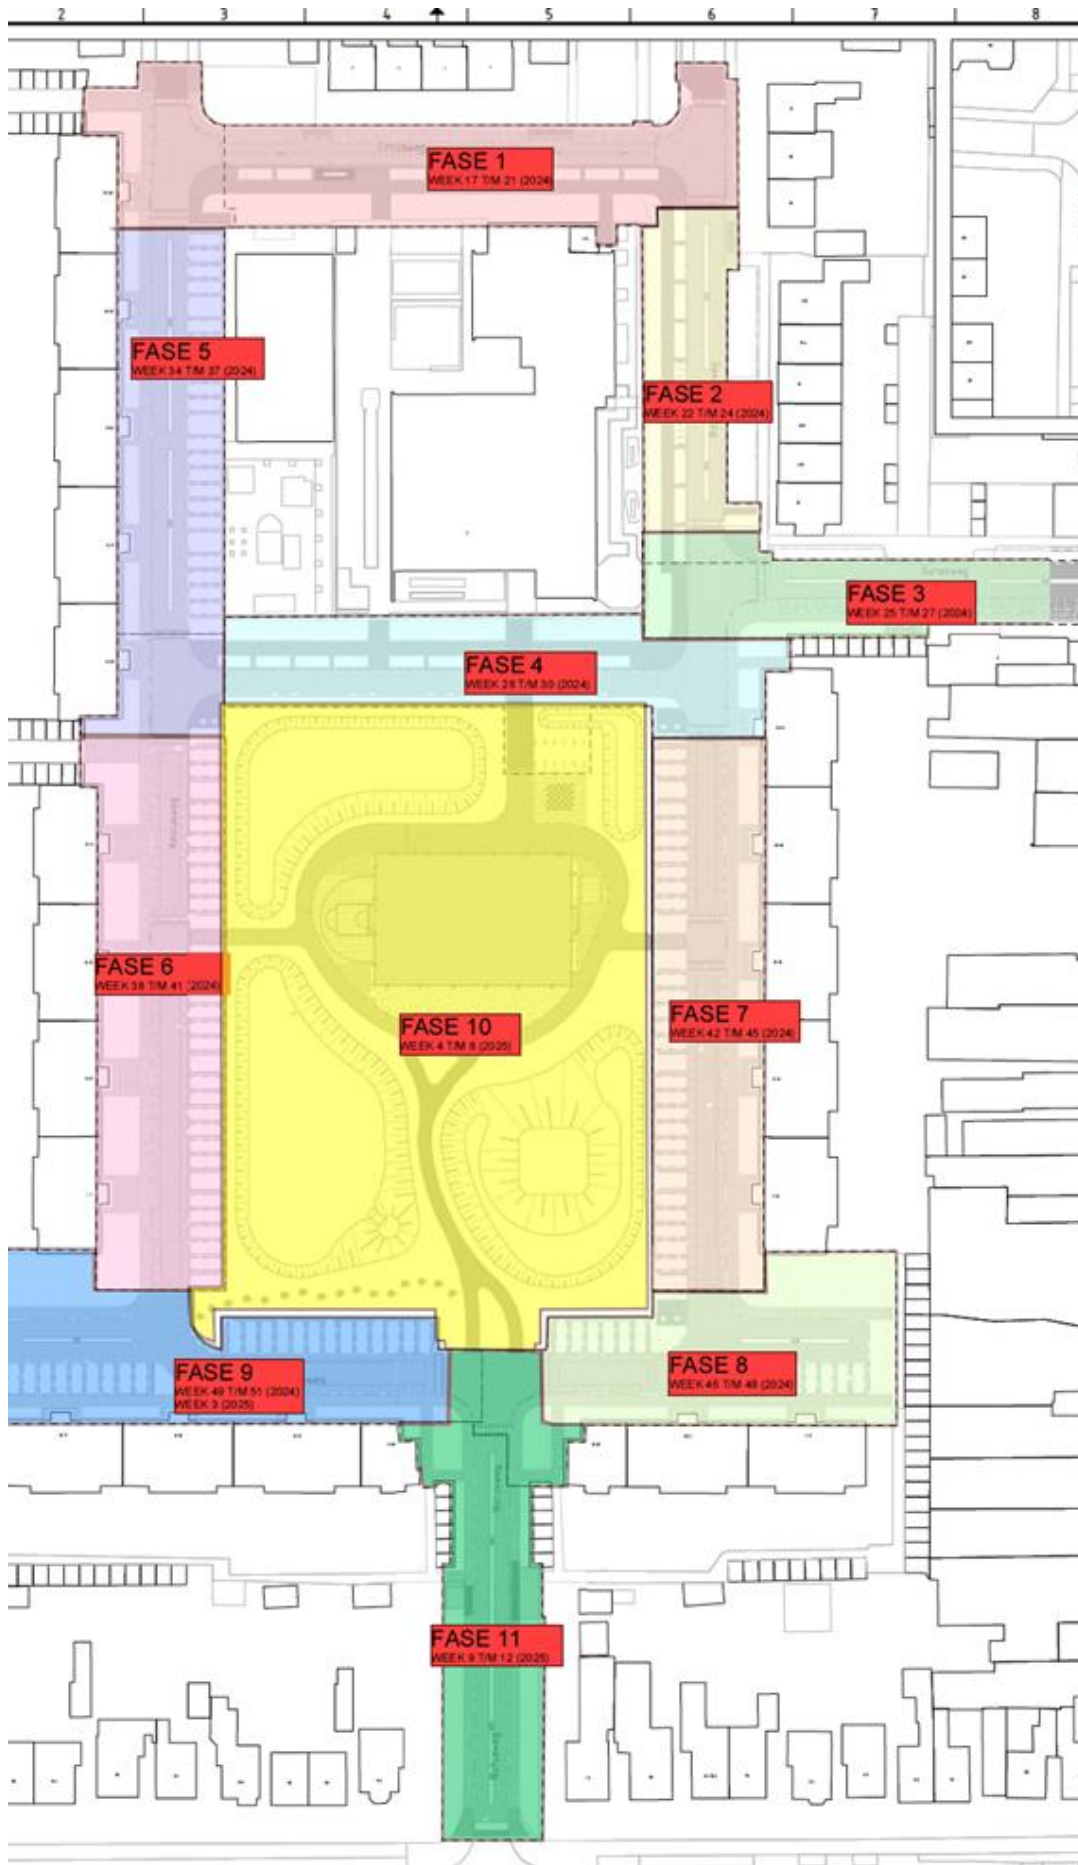 2 3 4 5 6 7 8
FASE 1
WEEK 17 T/M 21 (2024)
FASE 5
WEEK 34 T/M 37 (2024)
FASE 2
WEEK 22 T/M 24 (2024)
FASE 3
WEEK 25 T/M 27 (2024)
FASE 4
WEEK 28 T/M 30 (2024)
FASE 6
WEEK 38 T/M 41 (2024)
FASE 7
WEEK 42 T/M 45 (2024)
FASE 10
WEEK 4 T/M 8 (2025)
FASE 8
WEEK 46 T/M 48 (2024)
FASE 9
WEEK 49 T/M 51 (2024)
WEEK 3 (2025)
FASE 11
WEEK 9 T/M 12 (2025)